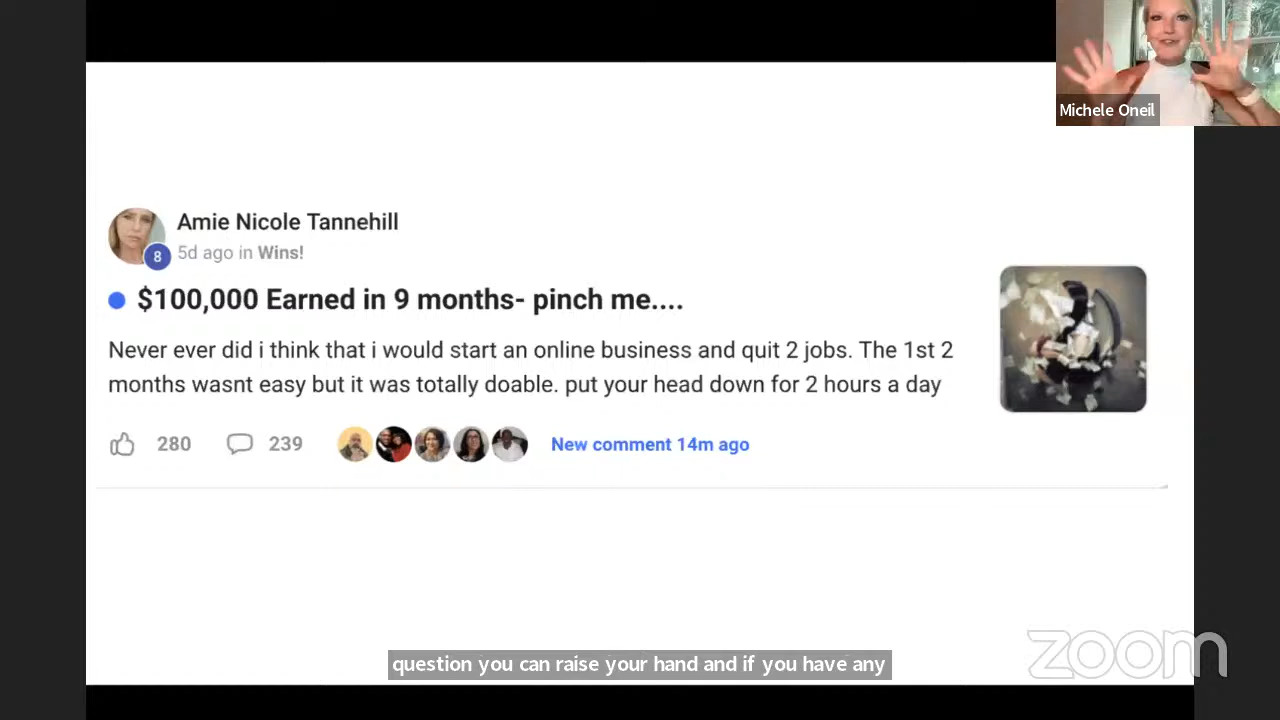 Michele Oneil
Amie Nicole Tannehill
8
5d ago in Wins!
$100,000 Earned in 9 months- pinch me....
Never ever did i think that i would start an online business and quit 2 jobs. The 1st 2
months wasnt easy but it was totally doable. put your head down for 2 hours a day
280 239 New comment 14m ago
question you can raise your hand and if you have any
zoom